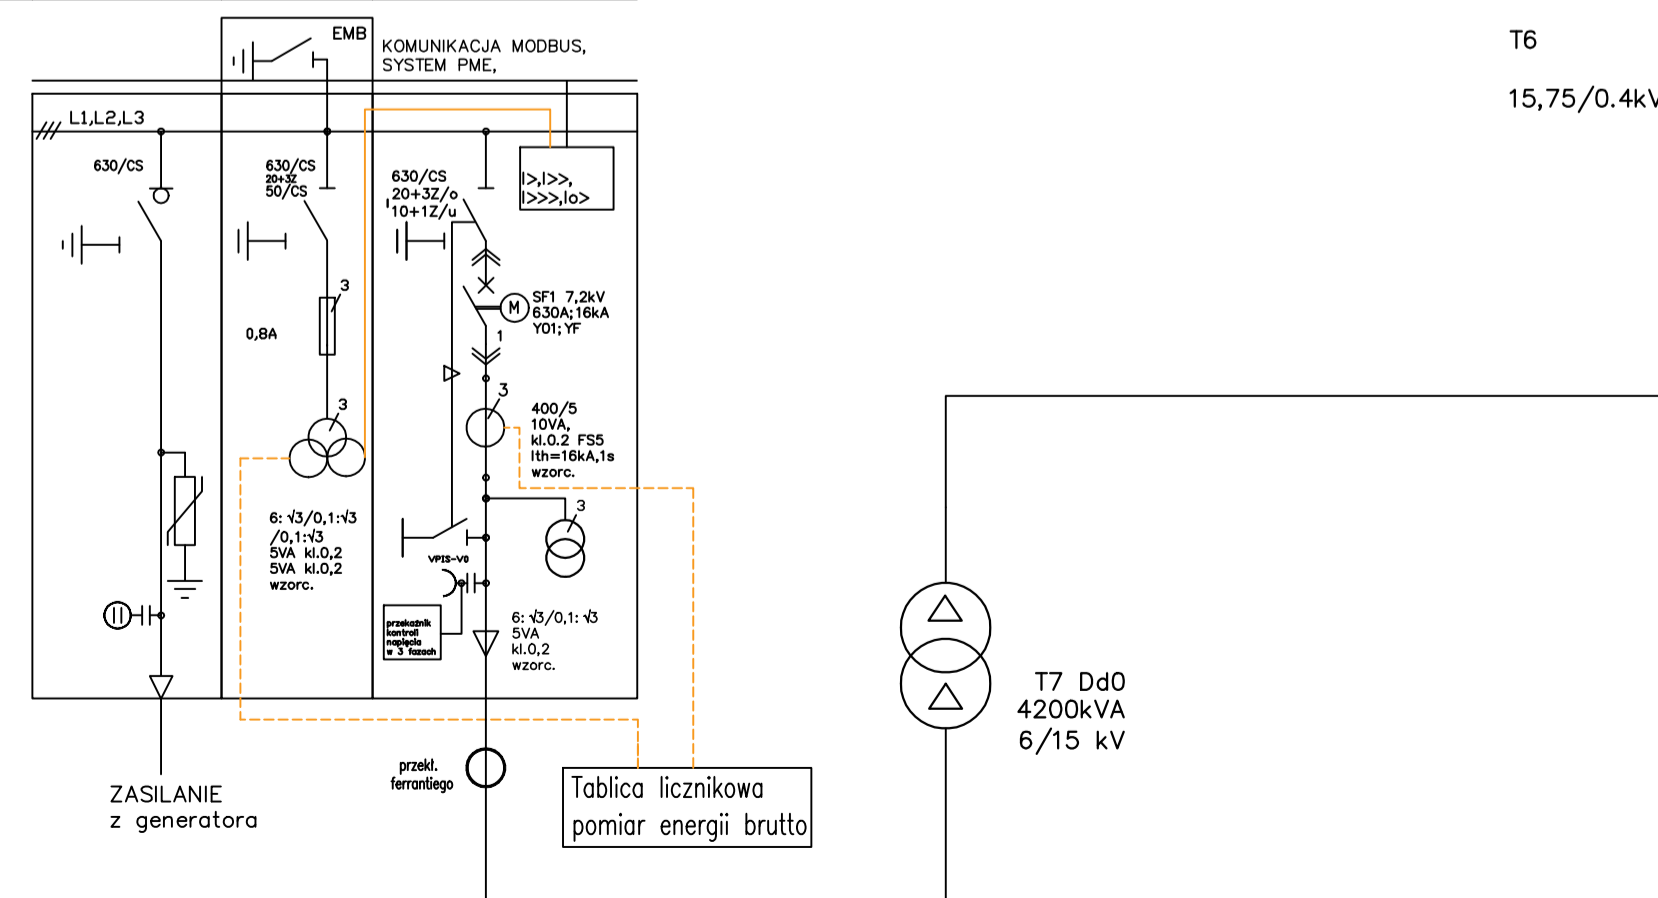 EMB
KOMUNIKACJA MODBUS,
SYSTEM PME,
T6
15,75/0.4kV
L1,L2,L3
630/CS
630/CS
20+3Z
50/CS
630/CS
20+3Z/o
10+1Z/u
I>,I>>,
I>>>,Io>
3
0,8A
M
SF1 7,2kV
630A;16kA
Y01;YF
1
3
3
400/5
10VA,
kl.0.2 FS5
Ith=16kA,1s
wzorc.
6: √3/0,1:√3
/0,1:√3
5VA kl.0,2
5VA kl.0,2
wzorc.
3
VPIS-V0
przekaźnik
kontroli
napięcia
w 3 fazach
6: √3/0,1: √3
5VA
kl.0,2
wzorc.
T7 Dd0
4200kVA
6/15 kV
przekł.
ferrantiego
ZASILANIE
z generatora
Tablica licznikowa
pomiar energii brutto